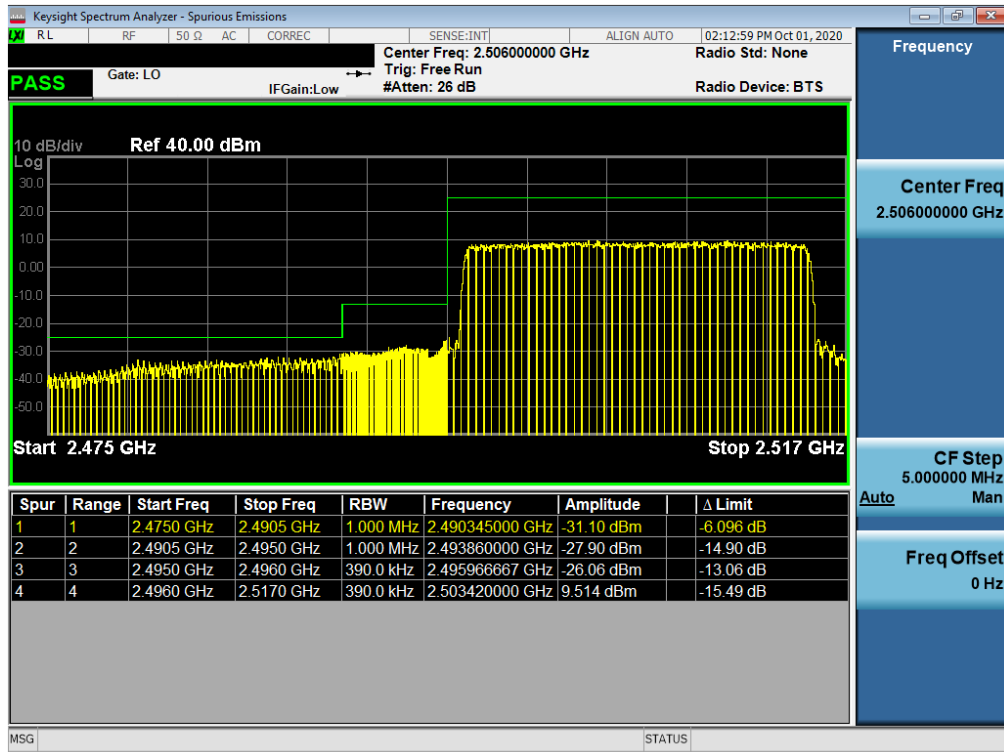 Keysight Spectrum Analyzer - Spurious Emissions
LXI RL RF 50 Ω AC CORREC SENSE:INT ALIGN AUTO 02:12:59 PM Oct 01, 2020
Center Freq: 2.506000000 GHz Radio Std: None
PASS Gate: LO Trig: Free Run
IFGain:Low #Atten: 26 dB Radio Device: BTS
10 dB/div Ref 40.00 dBm
Log
30.0
20.0
10.0
0.00
-10.0
-20.0
-30.0
-40.0
-50.0
Start 2.475 GHz Stop 2.517 GHz
Spur Range Start Freq Stop Freq RBW Frequency Amplitude Δ Limit
1 1 2.4750 GHz 2.4905 GHz 1.000 MHz 2.490345000 GHz -31.10 dBm -6.096 dB
2 2 2.4905 GHz 2.4950 GHz 1.000 MHz 2.493860000 GHz -27.90 dBm -14.90 dB
3 3 2.4950 GHz 2.4960 GHz 390.0 kHz 2.495966667 GHz -26.06 dBm -13.06 dB
4 4 2.4960 GHz 2.5170 GHz 390.0 kHz 2.503420000 GHz 9.514 dBm -15.49 dB
MSG STATUS
Frequency
Center Freq
2.506000000 GHz
CF Step
5.000000 MHz
Auto Man
Freq Offset
0 Hz